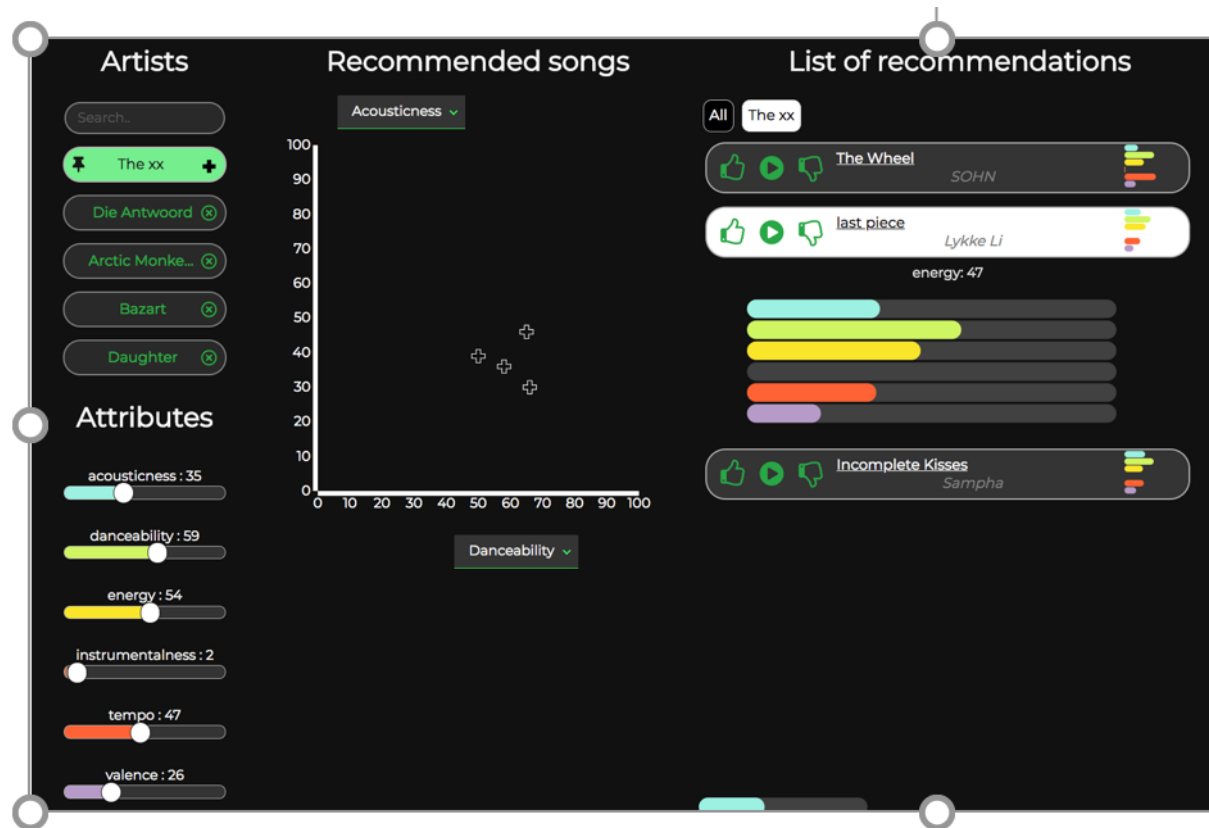 Artists
Search..
The xx
Die Antwoord
Arctic Monke...
Bazart
Daughter
Attributes
acousticness : 35
danceability : 59
energy : 54
instrumentalness : 2
tempo : 47
valence : 26
Recommended songs
Acousticness
100
90
80
70
60
50
40
30
20
10
0
0 10 20 30 40 50 60 70 80 90 100
Danceability
List of recommendations
All The xx
The Wheel
SOHN
last piece
Lykke Li
energy: 47
Incomplete Kisses
Sampha